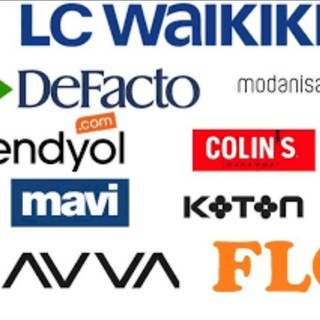 LC WAIKIKI
DeFacto
modanisa
.com
endyol
COLIN'S
mavi
KOTON
AVVA
FLO